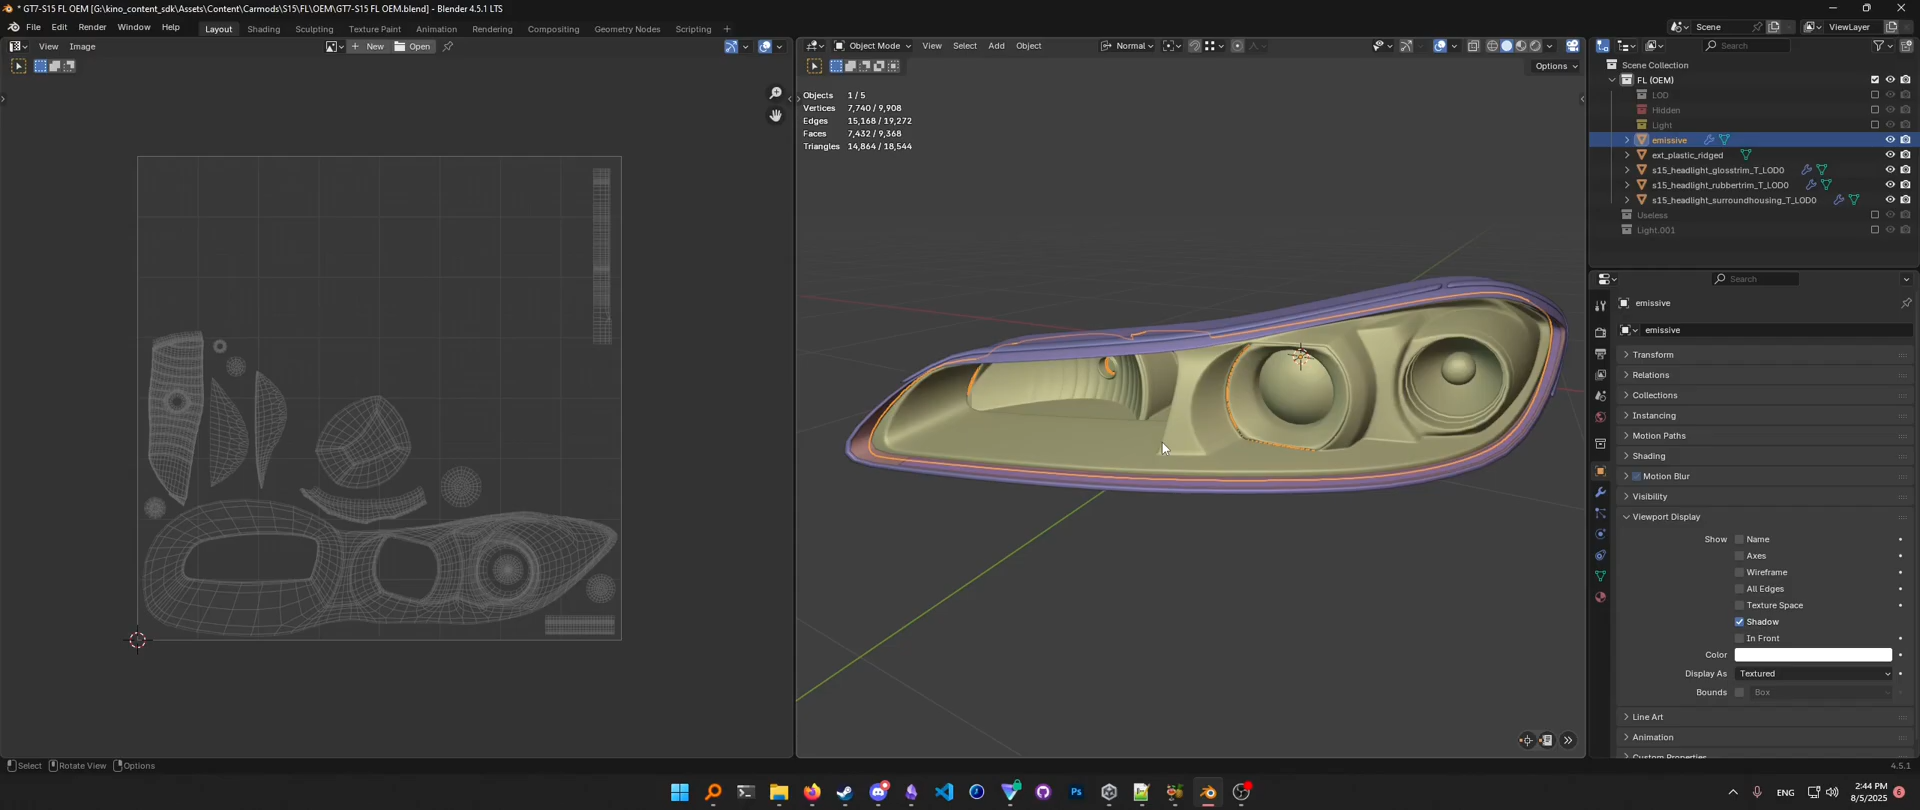 * GT7-S15 FL OEM [G:\kino_content_sdk\Assets\Content\Carmods\S15\FL\OEM\GT7-S15 FL OEM.blend] - Blender 4.5.1 LTS
File Edit Render Window Help Layout Shading Sculpting Texture Paint Animation Rendering Compositing Geometry Nodes Scripting + Scene ViewLayer
View Image New Open Object Mode View Select Add Object Normal Search
Options
Scene Collection
FL (OEM)
LOD
Hidden
Light
emissive
ext_plastic_ridged
s15_headlight_glosstrim_T_LOD0
s15_headlight_rubbertrim_T_LOD0
s15_headlight_surroundhousing_T_LOD0
Useless
Light.001
Objects 1 / 5
Vertices 7,740 / 9,908
Edges 15,168 / 19,272
Faces 7,432 / 9,368
Triangles 14,864 / 18,544
Search
emissive
emissive
Transform
Relations
Collections
Instancing
Motion Paths
Shading
Motion Blur
Visibility
Viewport Display
Show Name
Axes
Wireframe
All Edges
Texture Space
Shadow
In Front
Color
Display As Textured
Bounds Box
Line Art
Animation
Custom Properties
Select Rotate View Options 4.5.1
Ps ENG 2:44 PM
8/5/2025 6